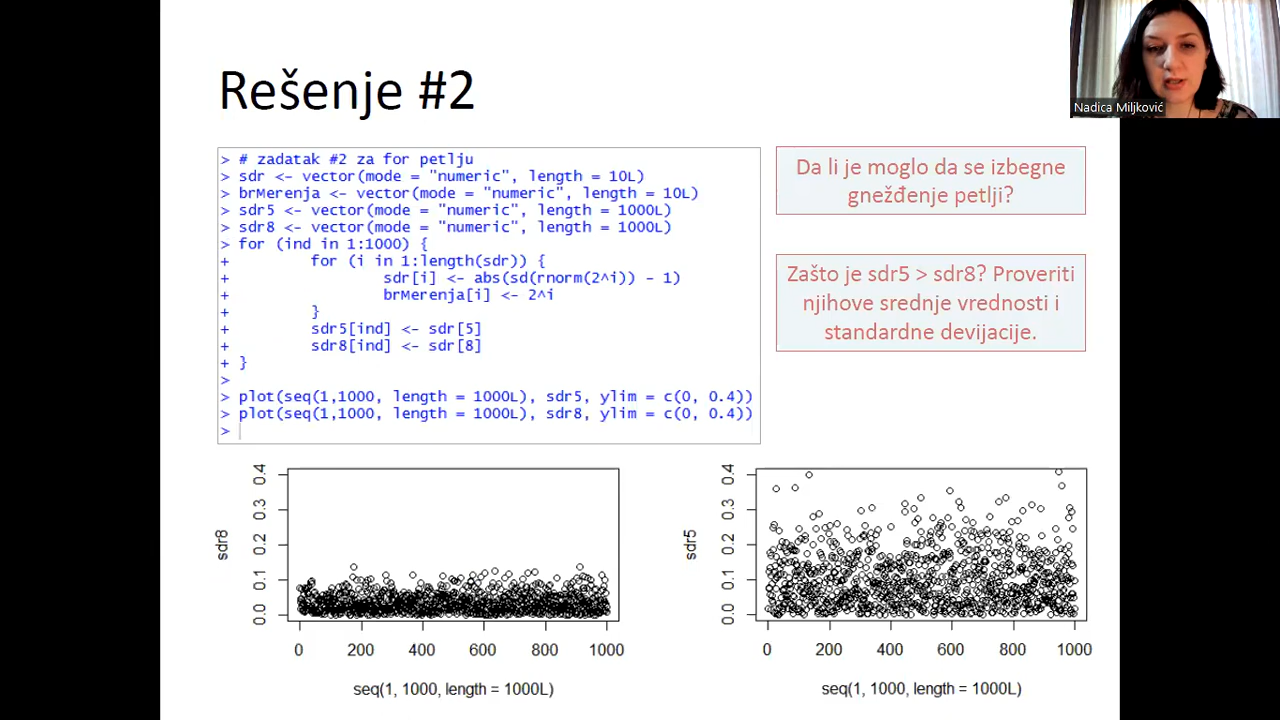 Rešenje #2
Nadica Miljković
> # zadatak #2 za for petlju
> sdr <- vector(mode = "numeric", length = 10L)
> brMerenja <- vector(mode = "numeric", length = 10L)
> sdr5 <- vector(mode = "numeric", length = 1000L)
> sdr8 <- vector(mode = "numeric", length = 1000L)
> for (ind in 1:1000) {
+ for (i in 1:length(sdr)) {
+ sdr[i] <- abs(sd(rnorm(2^i)) - 1)
+ brMerenja[i] <- 2^i
+ }
+ sdr5[ind] <- sdr[5]
+ sdr8[ind] <- sdr[8]
+ }
>
> plot(seq(1,1000, length = 1000L), sdr5, ylim = c(0, 0.4))
> plot(seq(1,1000, length = 1000L), sdr8, ylim = c(0, 0.4))
>
Da li je moglo da se izbegne
gnežđenje petlji?
Zašto je sdr5 > sdr8? Proveriti
njihove srednje vrednosti i
standardne devijacije.
sdr8
0.4
0.3
0.2
0.1
0.0
0 200 400 600 800 1000
seq(1, 1000, length = 1000L)
sdr5
0.4
0.3
0.2
0.1
0.0
0 200 400 600 800 1000
seq(1, 1000, length = 1000L)